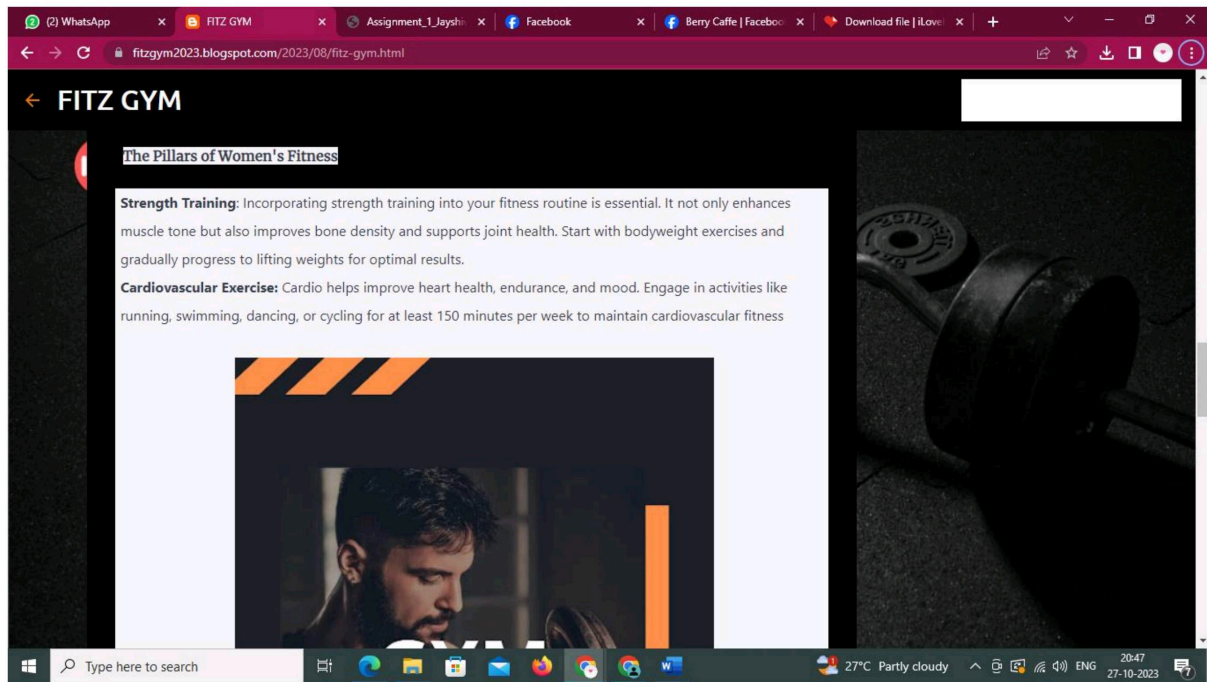 (2) WhatsApp
FITZ GYM
Assignment_1_Jayshi
Facebook
Berry Caffe | Faceboo
Download file | iLove
fitzgym2023.blogspot.com/2023/08/fitz-gym.html
FITZ GYM
The Pillars of Women's Fitness
Strength Training: Incorporating strength training into your fitness routine is essential. It not only enhances
muscle tone but also improves bone density and supports joint health. Start with bodyweight exercises and
gradually progress to lifting weights for optimal results.
Cardiovascular Exercise: Cardio helps improve heart health, endurance, and mood. Engage in activities like
running, swimming, dancing, or cycling for at least 150 minutes per week to maintain cardiovascular fitness
GYM
Type here to search
27°C Partly cloudy
ENG
20:47
27-10-2023
7